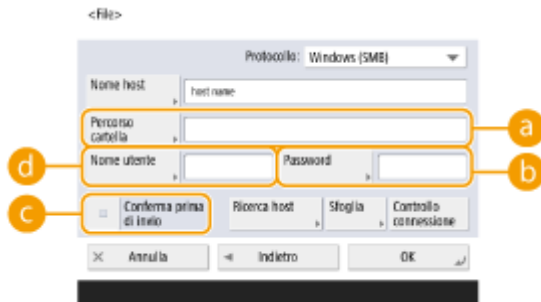 <File>
Protocollo: Windows (SMB)
Nome host host name
Percorso
cartella
a
d
Nome utente Password
b
c
Conferma prima
di invio
Ricerca host Sfoglia Controllo
connessione
Annulla Indietro OK